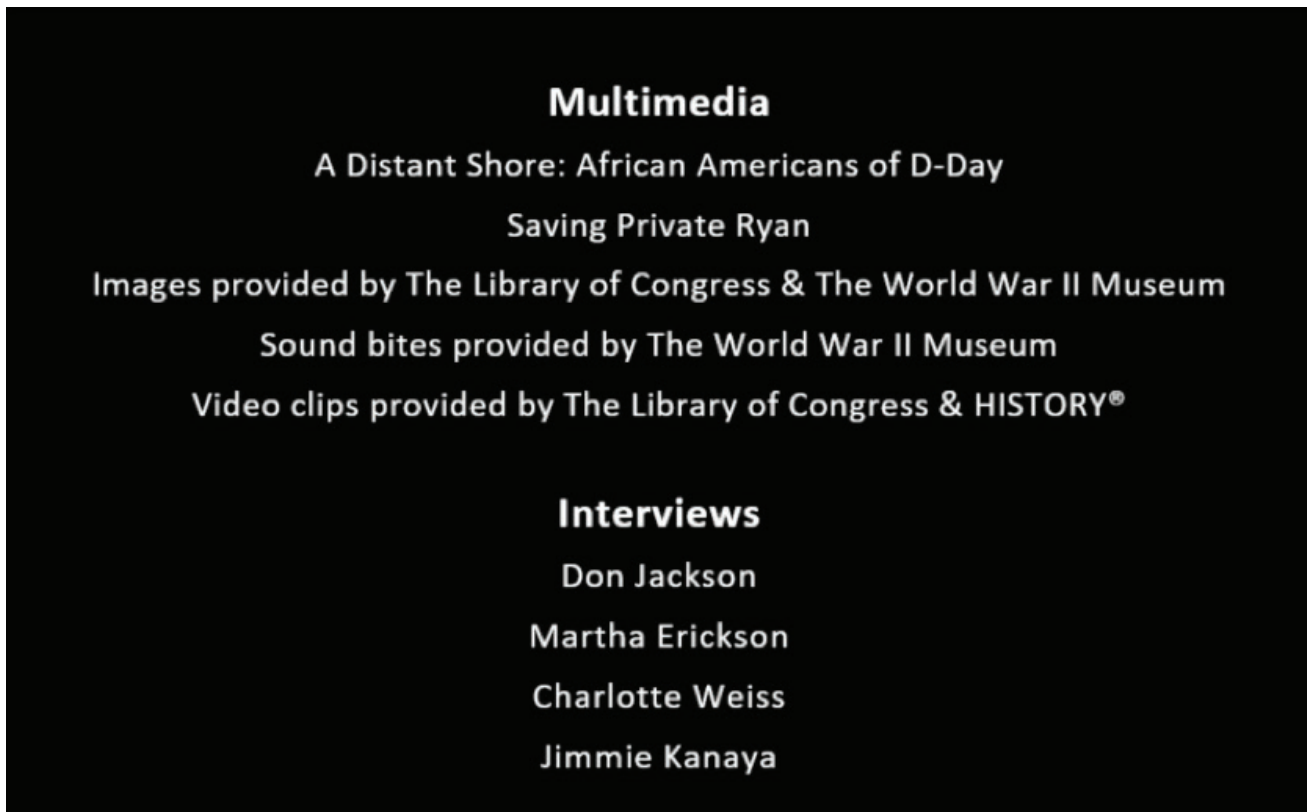 Multimedia
A Distant Shore: African Americans of D-Day
Saving Private Ryan
Images provided by The Library of Congress & The World War II Museum
Sound bites provided by The World War II Museum
Video clips provided by The Library of Congress & HISTORY®
Interviews
Don Jackson
Martha Erickson
Charlotte Weiss
Jimmie Kanaya